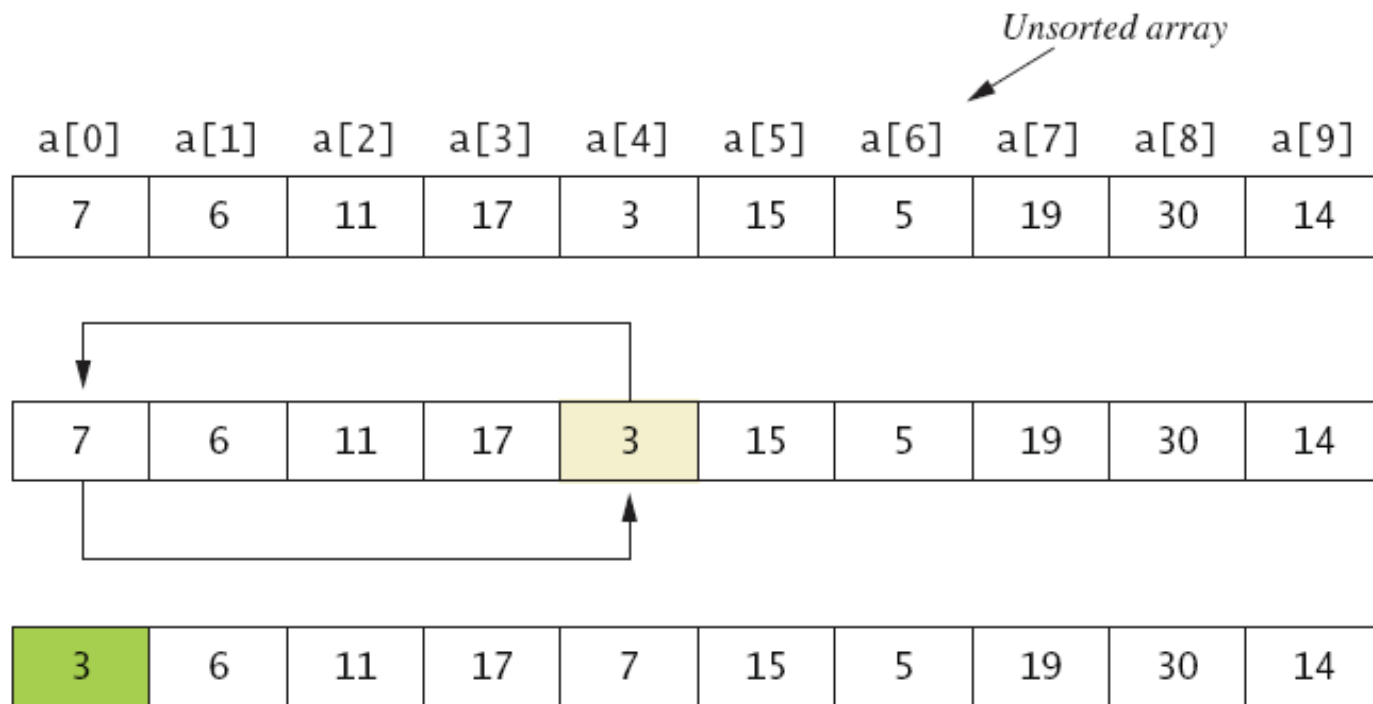 Unsorted array
a[0] a[1] a[2] a[3] a[4] a[5] a[6] a[7] a[8] a[9]
7 6 11 17 3 15 5 19 30 14
7 6 11 17 3 15 5 19 30 14
3 6 11 17 7 15 5 19 30 14